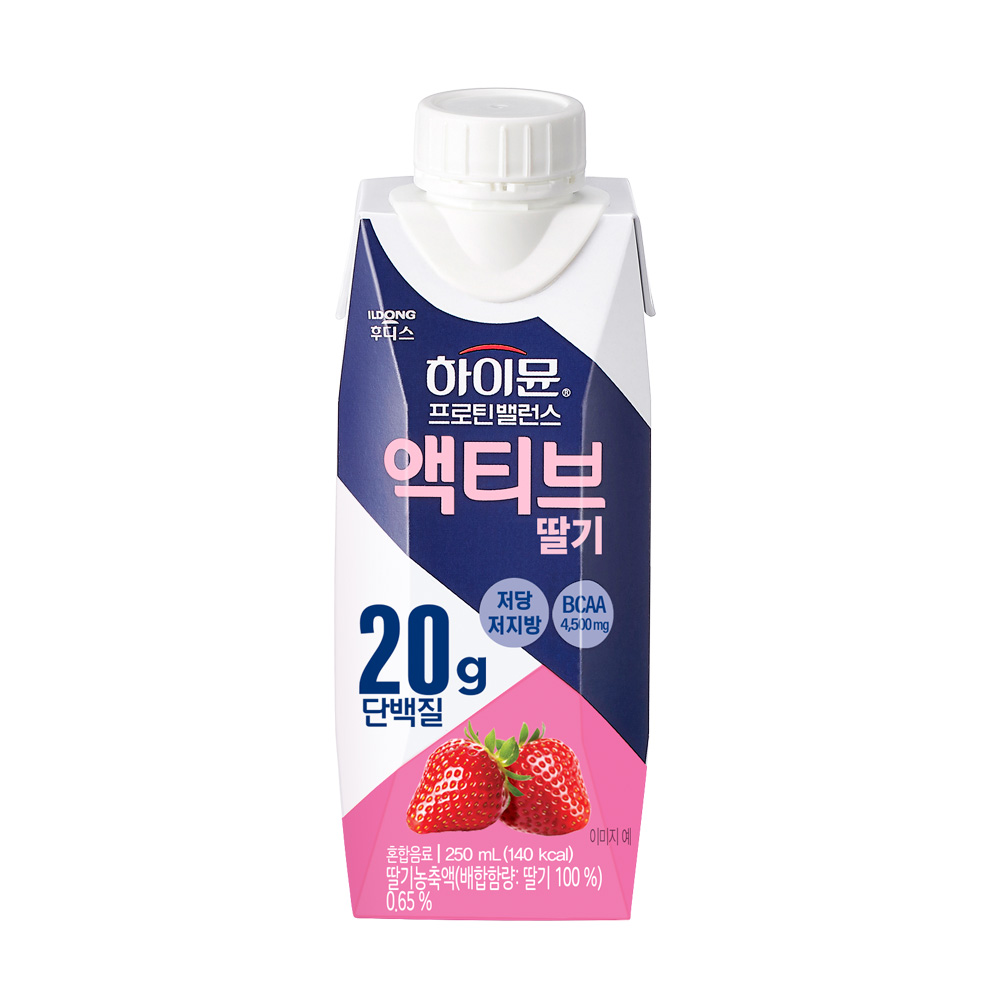 ILDONG
후디스
하이뮨®
프로틴밸런스
액티브
딸기
저당
저지방
BCAA
4,500mg
20g
단백질
이미지 예
혼합음료 | 250 mL(140 kcal)
딸기농축액(배합함량: 딸기 100 %)
0.65 %